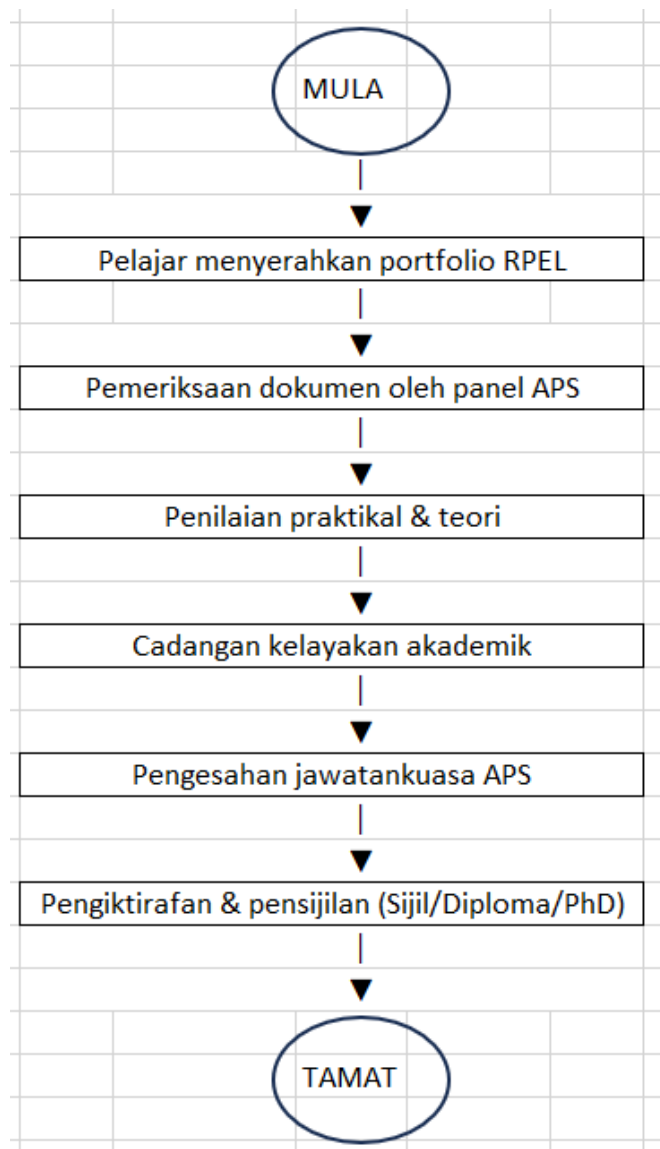 MULA
Pelajar menyerahkan portfolio RPEL
Pemeriksaan dokumen oleh panel APS
Penilaian praktikal & teori
Cadangan kelayakan akademik
Pengesahan jawatankuasa APS
Pengiktirafan & pensijilan (Sijil/Diploma/PhD)
TAMAT